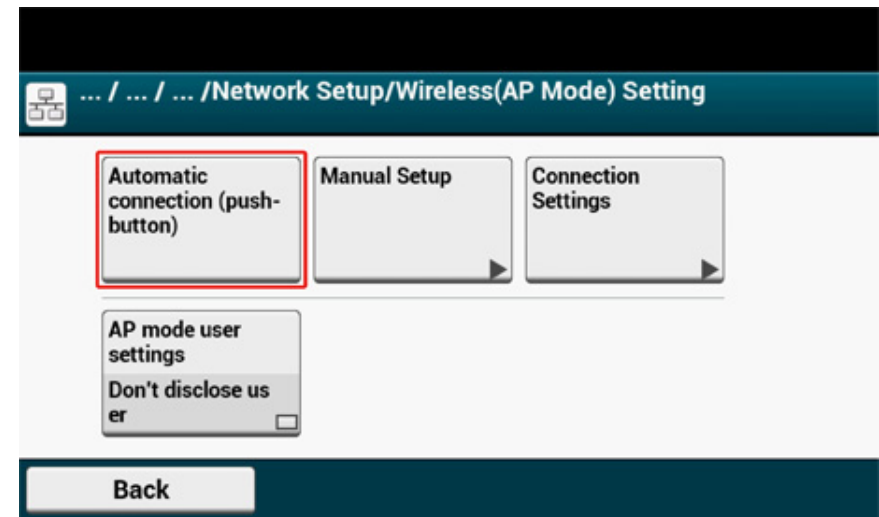 ... / ... / ... /Network Setup/Wireless(AP Mode) Setting
Automatic
connection (push-
button)
Manual Setup
Connection
Settings
AP mode user
settings
Don't disclose us
er
Back